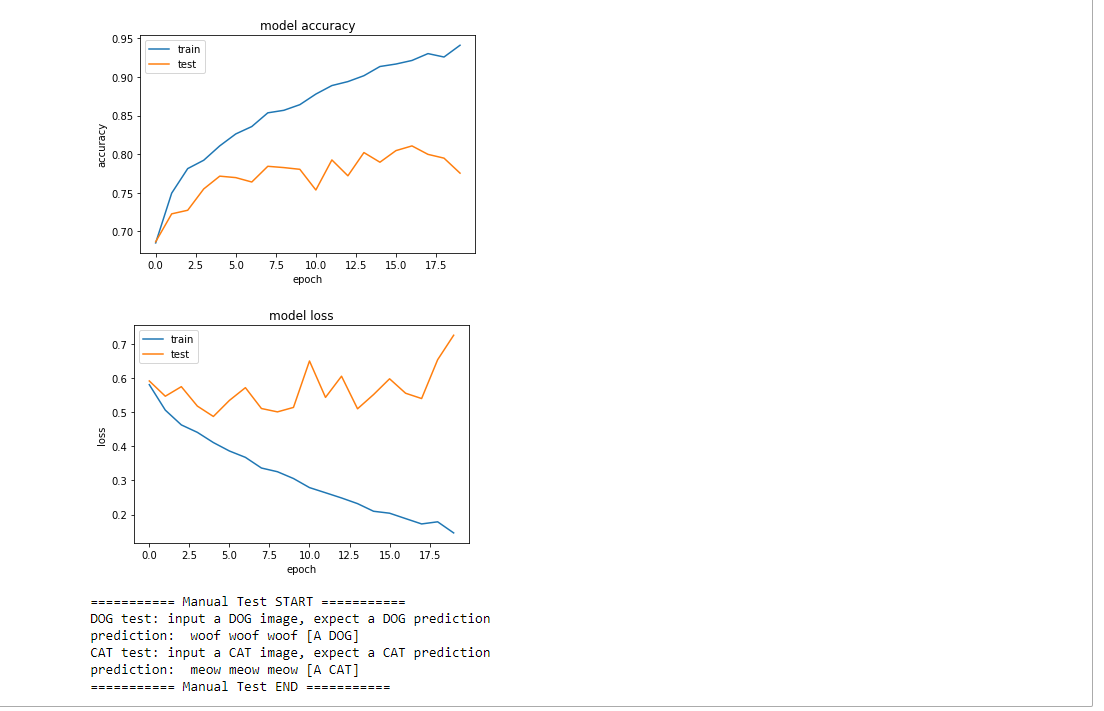 model accuracy
train
test
0.95
0.90
0.85
0.80
0.75
0.70
accuracy
0.0 2.5 5.0 7.5 10.0 12.5 15.0 17.5
epoch
model loss
train
test
0.7
0.6
0.5
0.4
0.3
0.2
loss
0.0 2.5 5.0 7.5 10.0 12.5 15.0 17.5
epoch
=========== Manual Test START ===========
DOG test: input a DOG image, expect a DOG prediction
prediction:  woof woof woof [A DOG]
CAT test: input a CAT image, expect a CAT prediction
prediction:  meow meow meow [A CAT]
=========== Manual Test END ===========